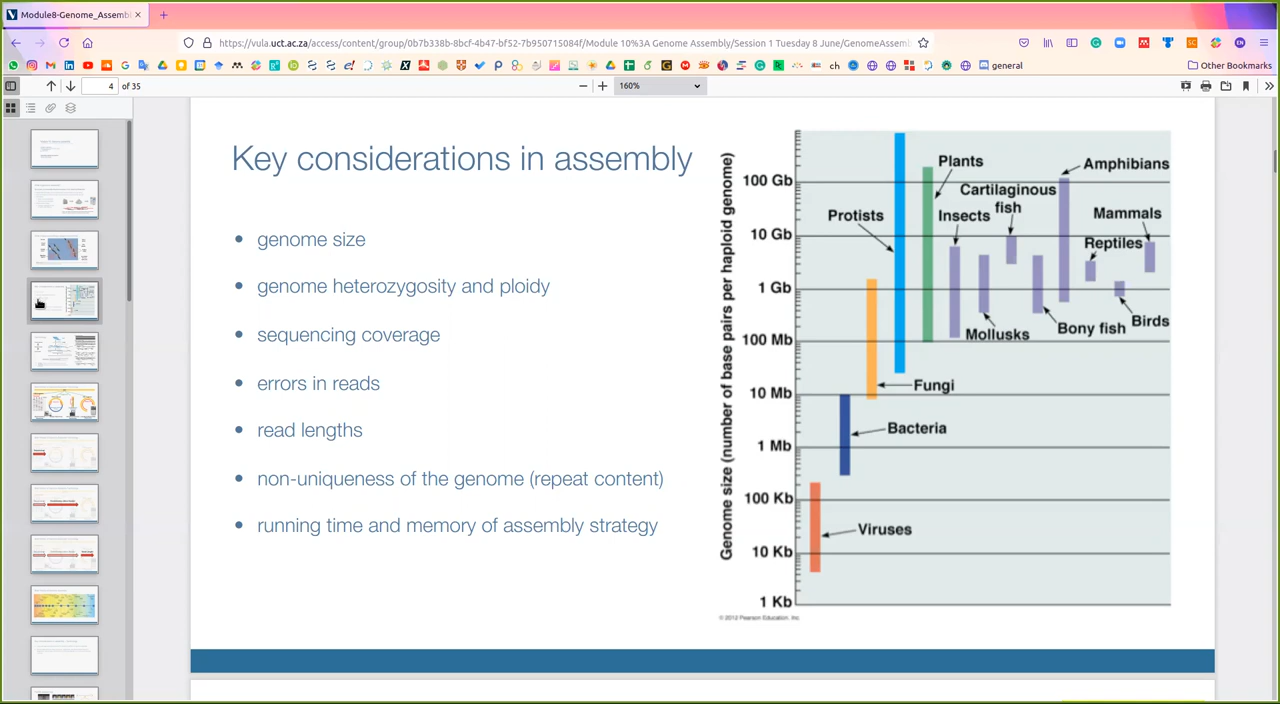 Module8-Genome_Assemb
https://vula.uct.ac.za/access/content/group/0b7b338b-8bcf-4b47-bf52-7b950715084f/Module 10%3A Genome Assembly/Session 1 Tuesday 8 June/GenomeAssemb
ch
general
Other Bookmarks
4 of 35
160%
Key considerations in assembly
• genome size
• genome heterozygosity and ploidy
• sequencing coverage
• errors in reads
• read lengths
• non-uniqueness of the genome (repeat content)
• running time and memory of assembly strategy
Genome size (number of base pairs per haploid genome)
100 Gb
10 Gb
1 Gb
100 Mb
10 Mb
1 Mb
100 Kb
10 Kb
1 Kb
Plants
Amphibians
Cartilaginous
fish
Protists
Insects
Mammals
Reptiles
Mollusks
Bony fish
Birds
Fungi
Bacteria
Viruses
© 2012 Pearson Education, Inc.